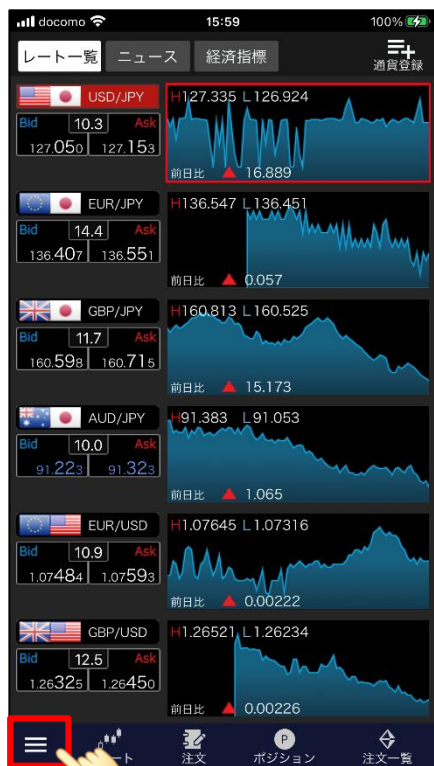 docomo 15:59 100%
レート一覧 ニュース 経済指標 通貨登録
USD/JPY H127.335 L126.924
Bid 10.3 Ask
127.050 127.153
前日比 ▲ 16.889
EUR/JPY H136.547 L136.451
Bid 14.4 Ask
136.407 136.551
前日比 ▲ 0.057
GBP/JPY H160.813 L160.525
Bid 11.7 Ask
160.598 160.715
前日比 ▲ 15.173
AUD/JPY H91.383 L91.053
Bid 10.0 Ask
91.223 91.323
前日比 ▲ 1.065
EUR/USD H1.07645 L1.07316
Bid 10.9 Ask
1.07484 1.07593
前日比 ▲ 0.00222
GBP/USD H1.26521 L1.26234
Bid 12.5 Ask
1.26325 1.26450
前日比 ▲ 0.00226
ート 注文 P ポジション 注文一覧